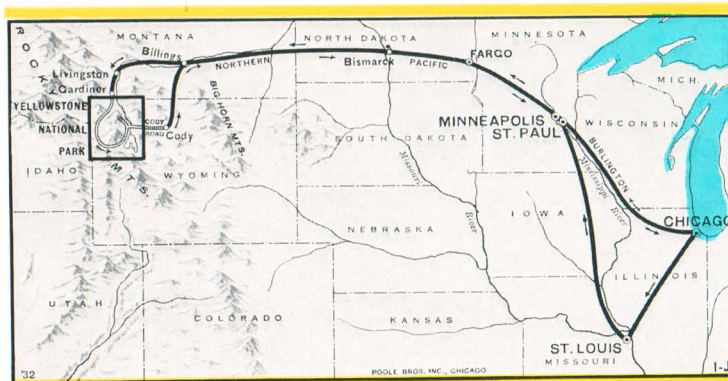 ROCK
MONTANA
NORTH DAKOTA
MINNESOTA
Billings
NORTHERN
Bismarck
PACIFIC
FARGO
Livingston
Gardiner
MICH.
YELLOWSTONE
NATIONAL
PARK
CODY
ROAD
Cody
BIG HORN MTS.
MINNEAPOLIS
ST. PAUL
WISCONSIN
SOUTH DAKOTA
BURLINGTON
Missouri
River
Mississippi
River
IDAHO
MTS.
WYOMING
IOWA
NEBRASKA
CHICAGO
ILLINOIS
UTAH
COLORADO
KANSAS
ST. LOUIS
MISSOURI
'32
POOLE BROS. INC., CHICAGO